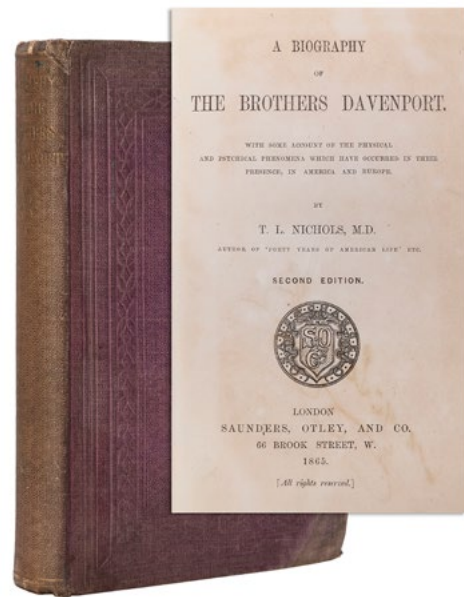 A BIOGRAPHY
OF
THE BROTHERS DAVENPORT.
WITH SOME ACCOUNT OF THE PHYSICAL
AND PSYCHICAL PHENOMENA WHICH HAVE OCCURRED IN THEIR
PRESENCE, IN AMERICA AND EUROPE.
BY
T. L. NICHOLS, M.D.
AUTHOR OF "FORTY YEARS OF AMERICAN LIFE" ETC.
SECOND EDITION.
LONDON
SAUNDERS, OTLEY, AND CO.
66 BROOK STREET, W.
1865.
[All rights reserved.]